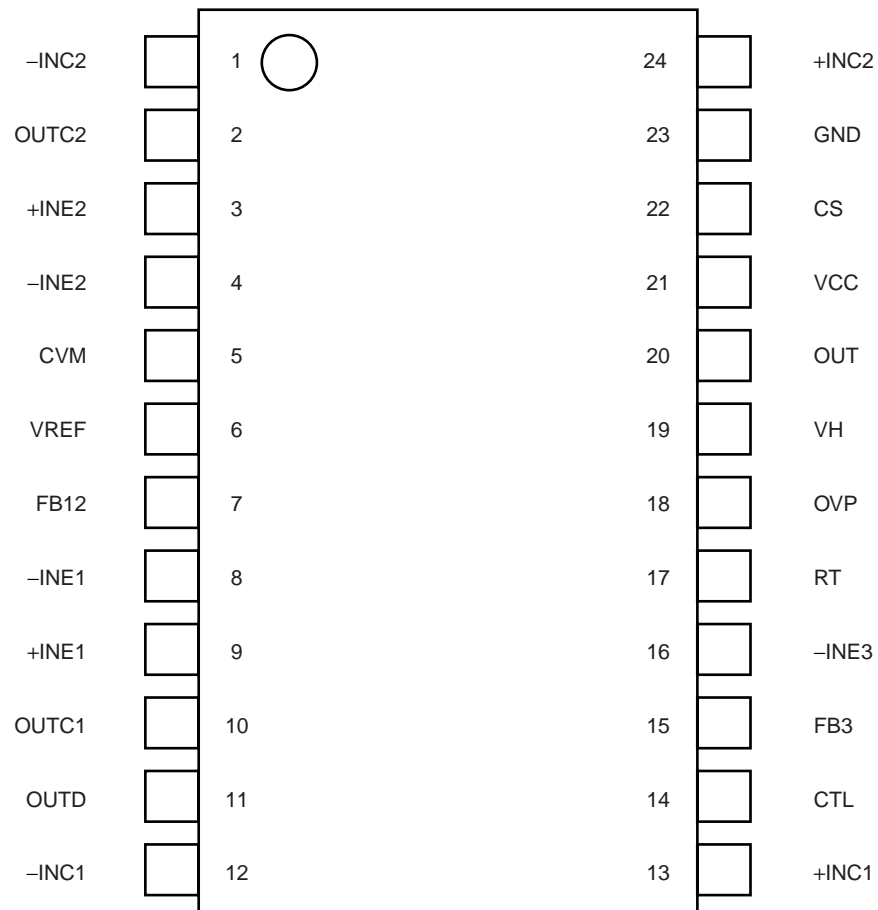 −INC2 1 24 +INC2
OUTC2 2 23 GND
+INE2 3 22 CS
−INE2 4 21 VCC
CVM 5 20 OUT
VREF 6 19 VH
FB12 7 18 OVP
−INE1 8 17 RT
+INE1 9 16 −INE3
OUTC1 10 15 FB3
OUTD 11 14 CTL
−INC1 12 13 +INC1